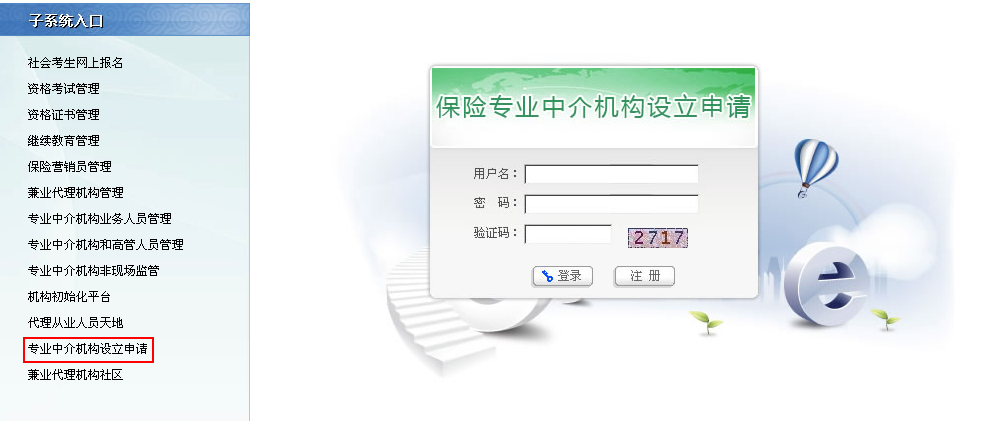 子系统入口
社会考生网上报名
资格考试管理
资格证书管理
继续教育管理
保险营销员管理
兼业代理机构管理
专业中介机构业务人员管理
专业中介机构和高管人员管理
专业中介机构非现场监管
机构初始化平台
代理从业人员天地
专业中介机构设立申请
兼业代理机构社区
保险专业中介机构设立申请
用户名：
密 码：
验证码： 2717
登录 注 册
e